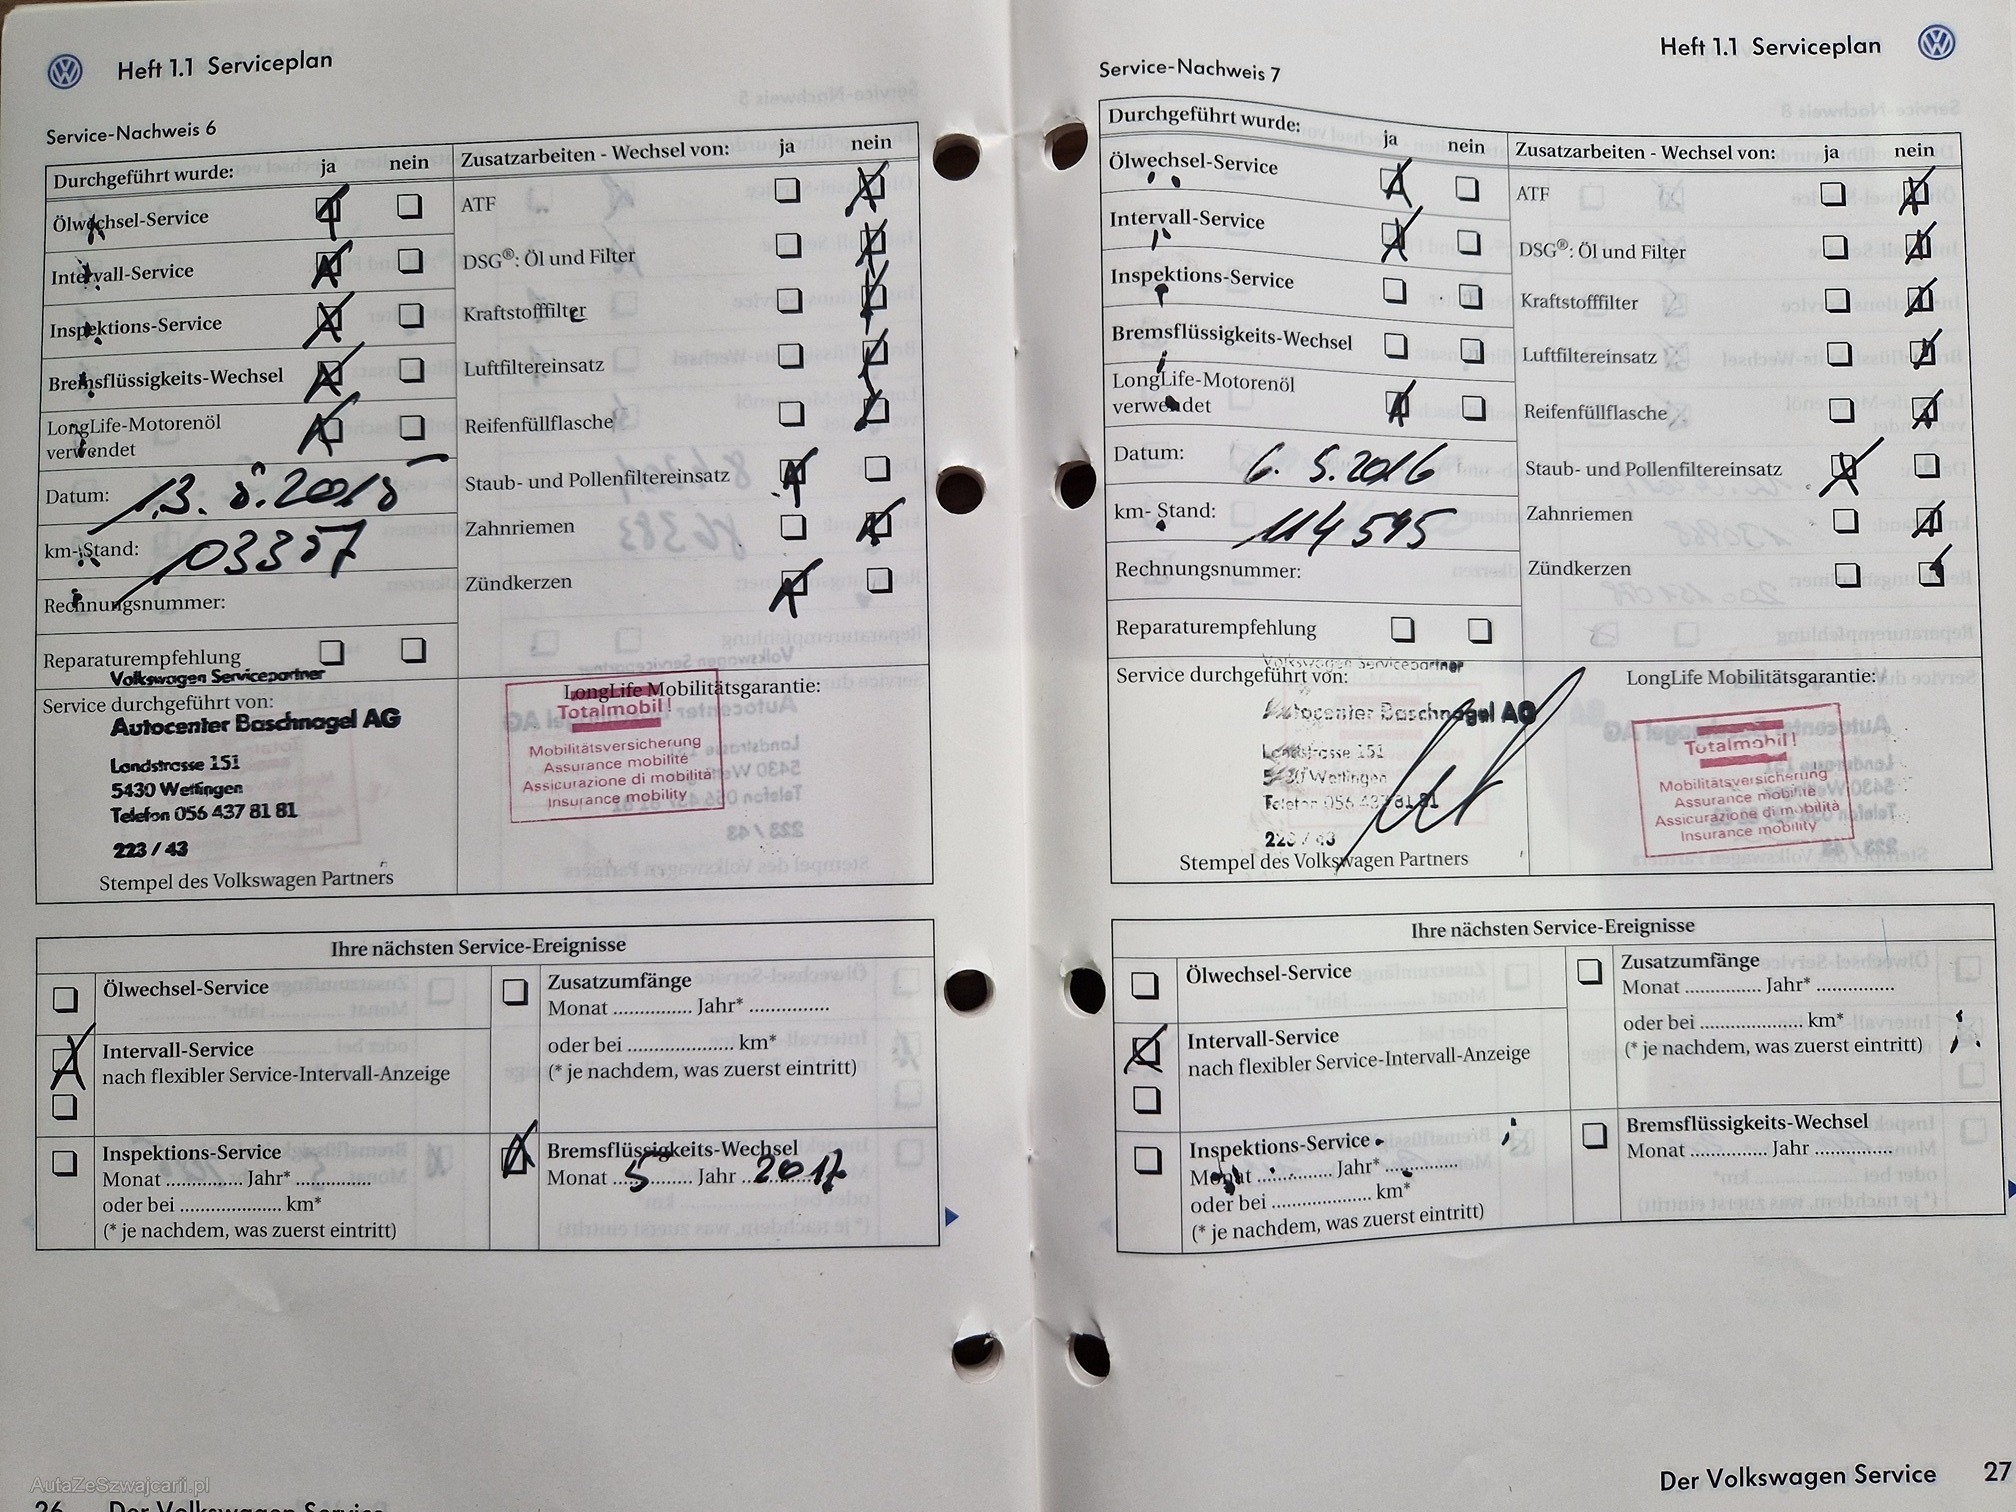 Heft 1.1 Serviceplan
Service-Nachweis 6
Durchgeführt wurde: ja nein
Ölwechsel-Service
Intervall-Service
Inspektions-Service
Bremsflüssigkeits-Wechsel
LongLife-Motorenöl
verwendet
Datum:
km-Stand:
Rechnungsnummer:
Reparaturempfehlung
Zusatzarbeiten - Wechsel von: ja nein
ATF
DSG®: Öl und Filter
Kraftstofffilter
Luftfiltereinsatz
Reifenfüllflasche
Staub- und Pollenfiltereinsatz
Zahnriemen
Zündkerzen
Volkswagen Servicepartner
Service durchgeführt von:
Autocenter Baschnagel AG
Landstrasse 151
5430 Wettingen
Telefon 056 437 81 81
223 / 43
Stempel des Volkswagen Partners
LongLife Mobilitätsgarantie:
Totalmobil!
Mobilitätsversicherung
Assurance mobilité
Assicurazione di mobilità
Insurance mobility
Ihre nächsten Service-Ereignisse
Ölwechsel-Service
Intervall-Service
nach flexibler Service-Intervall-Anzeige
Inspektions-Service
Monat .............. Jahr* ..............
oder bei .................... km*
(* je nachdem, was zuerst eintritt)
Zusatzumfänge
Monat .............. Jahr* ..............
oder bei .................... km*
(* je nachdem, was zuerst eintritt)
Bremsflüssigkeits-Wechsel
Monat 5 Jahr 2017
AutaZeSzwajcarii.pl
26 Der Volkswagen Service
Heft 1.1 Serviceplan
Service-Nachweis 7
Durchgeführt wurde: ja nein
Ölwechsel-Service
Intervall-Service
Inspektions-Service
Bremsflüssigkeits-Wechsel
LongLife-Motorenöl
verwendet
Datum: 6. 5. 2016
km- Stand: 114 595
Rechnungsnummer:
Reparaturempfehlung
Zusatzarbeiten - Wechsel von: ja nein
ATF
DSG®: Öl und Filter
Kraftstofffilter
Luftfiltereinsatz
Reifenfüllflasche
Staub- und Pollenfiltereinsatz
Zahnriemen
Zündkerzen
Volkswagen Servicepartner
Service durchgeführt von:
Autocenter Baschnagel AG
Landstrasse 151
5430 Wettingen
Telefon 056 437 81 81
223 / 43
Stempel des Volkswagen Partners
LongLife Mobilitätsgarantie:
Totalmobil!
Mobilitätsversicherung
Assurance mobilité
Assicurazione di mobilità
Insurance mobility
Ihre nächsten Service-Ereignisse
Ölwechsel-Service
Intervall-Service
nach flexibler Service-Intervall-Anzeige
Inspektions-Service
Monat .............. Jahr* ..............
oder bei .................... km*
(* je nachdem, was zuerst eintritt)
Zusatzumfänge
Monat .............. Jahr* ..............
oder bei .................... km*
(* je nachdem, was zuerst eintritt)
Bremsflüssigkeits-Wechsel
Monat .............. Jahr ..............
Der Volkswagen Service 27